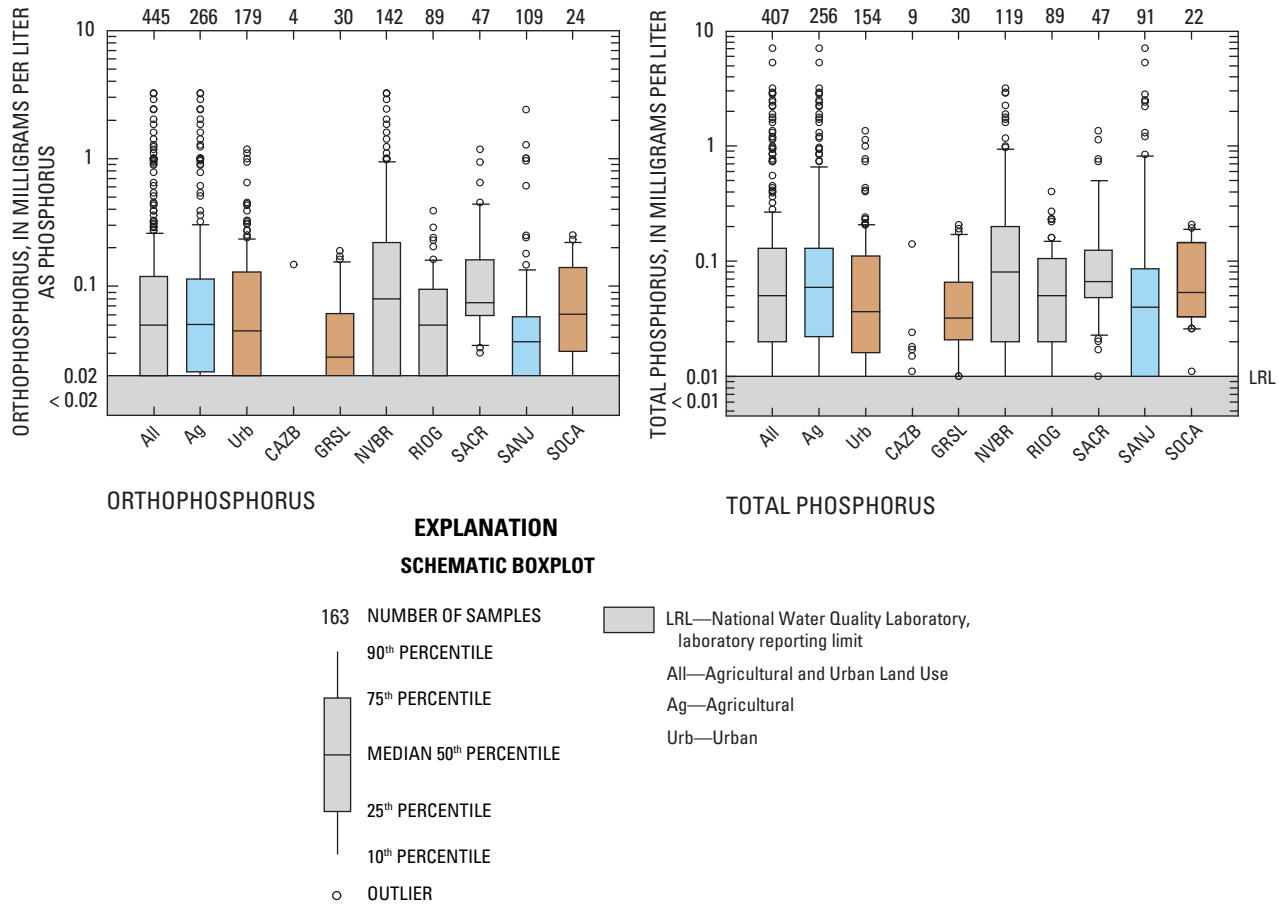 445 266 179 4 30 142 89 47 109 24
ORTHOPHOSPHORUS, IN MILLIGRAMS PER LITER
AS PHOSPHORUS
10
1
0.1
0.02
< 0.02
All Ag Urb CAZB GRSL NVBR RIOG SACR SANJ SOCA
ORTHOPHOSPHORUS
407 256 154 9 30 119 89 47 91 22
TOTAL PHOSPHORUS, IN MILLIGRAMS PER LITER
10
1
0.1
0.01
< 0.01
LRL
All Ag Urb CAZB GRSL NVBR RIOG SACR SANJ SOCA
TOTAL PHOSPHORUS
EXPLANATION
SCHEMATIC BOXPLOT
163 NUMBER OF SAMPLES
90th PERCENTILE
75th PERCENTILE
MEDIAN 50th PERCENTILE
25th PERCENTILE
10th PERCENTILE
OUTLIER
LRL—National Water Quality Laboratory,
laboratory reporting limit
All—Agricultural and Urban Land Use
Ag—Agricultural
Urb—Urban